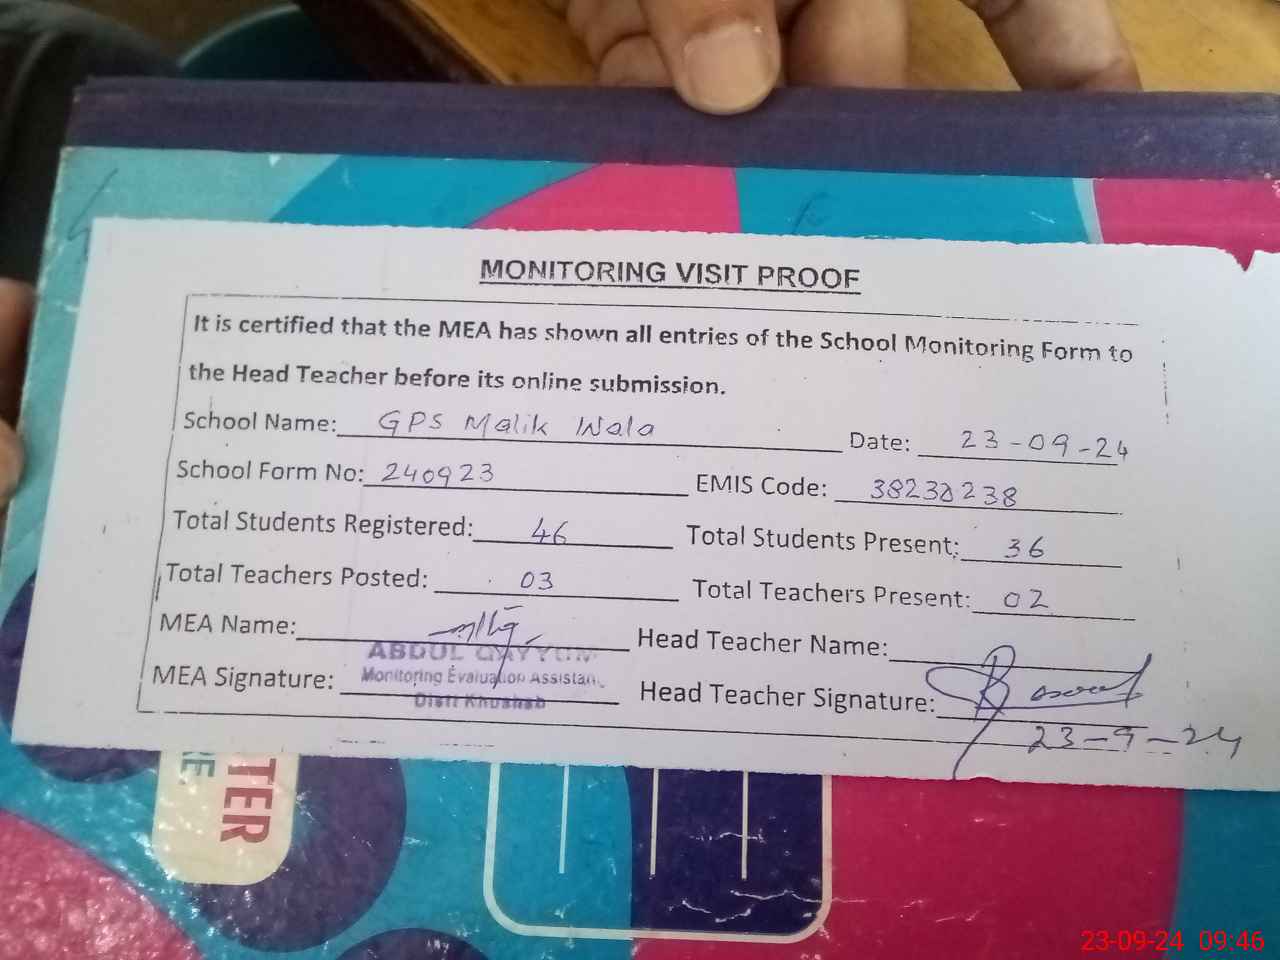 MONITORING VISIT PROOF
It is certified that the MEA has shown all entries of the School Monitoring Form to
the Head Teacher before its online submission.
School Name: GPS Malik Wala Date: 23-09-24
School Form No: 240923 EMIS Code: 38230238
Total Students Registered: 46 Total Students Present: 36
Total Teachers Posted: 03 Total Teachers Present: 02
MEA Name: Head Teacher Name:
ABDUL QAYYUM
MEA Signature: Monitoring Evaluation Assistan Head Teacher Signature:
Distt Khushab
23-9-24
TER
RE
23-09-24 09:46